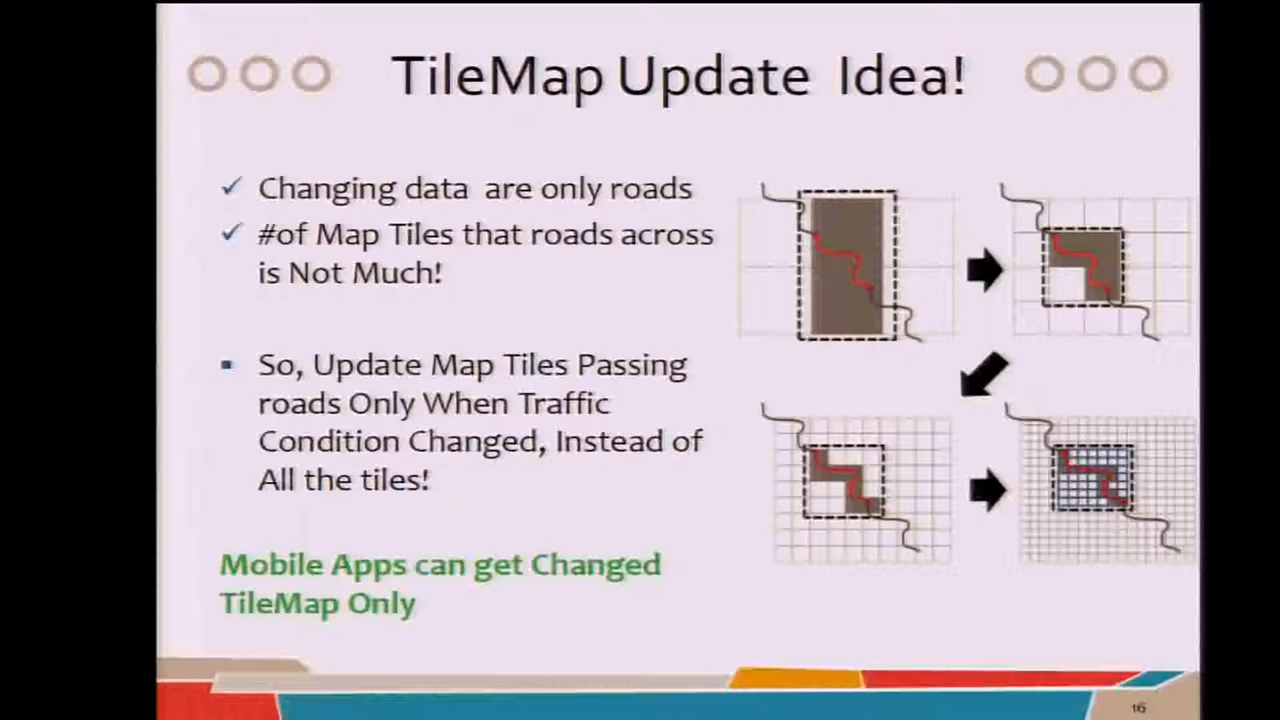 TileMap Update Idea!
Changing data are only roads
#of Map Tiles that roads across
is Not Much!
So, Update Map Tiles Passing
roads Only When Traffic
Condition Changed, Instead of
All the tiles!
Mobile Apps can get Changed
TileMap Only
16